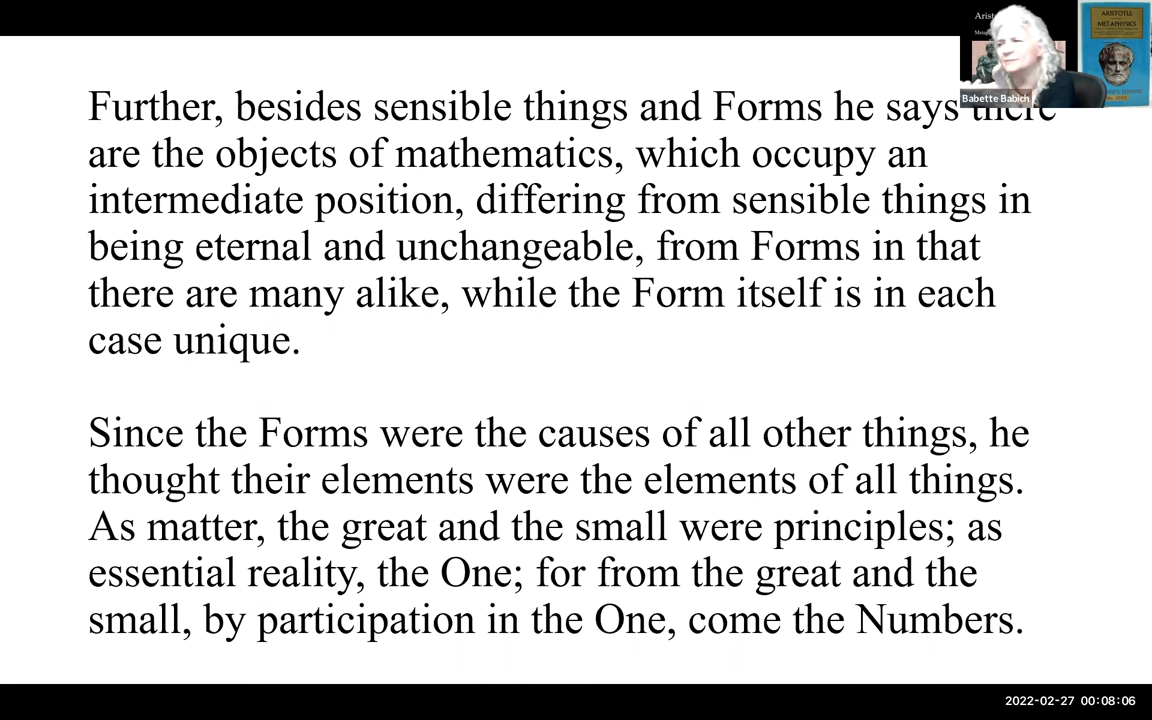 Further, besides sensible things and Forms he says there
are the objects of mathematics, which occupy an
intermediate position, differing from sensible things in
being eternal and unchangeable, from Forms in that
there are many alike, while the Form itself is in each
case unique.
Since the Forms were the causes of all other things, he
thought their elements were the elements of all things.
As matter, the great and the small were principles; as
essential reality, the One; for from the great and the
small, by participation in the One, come the Numbers.
Babette Babich
ARISTOTLE
METAPHYSICS
2022-02-27 00:08:06